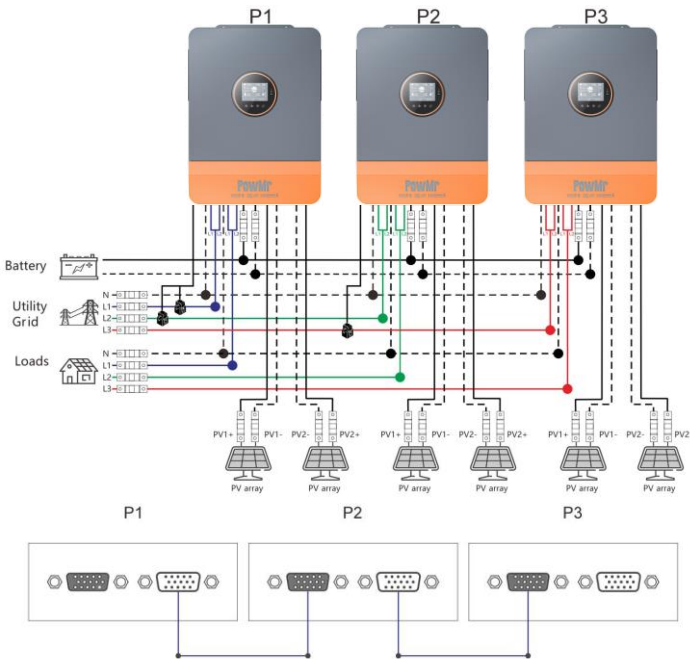 P1 P2 P3
PowMr PowMr PowMr
Battery
Utility
Grid
N
L1
L2
L3
Loads
N
L1
L2
L3
PV1+ PV1- PV2- PV2+ PV1+ PV1- PV2- PV2+ PV1+ PV1- PV2- PV2
PV array PV array PV array PV array PV array PV array
P1 P2 P3